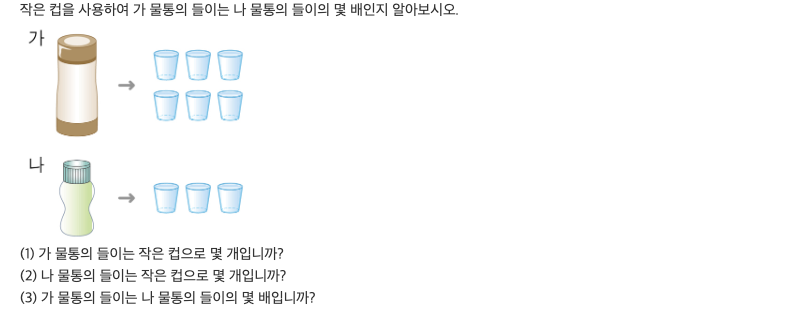 작은 컵을 사용하여 가 물통의 들이는 나 물통의 들이의 몇 배인지 알아보시오.
가
나
(1) 가 물통의 들이는 작은 컵으로 몇 개입니까?
(2) 나 물통의 들이는 작은 컵으로 몇 개입니까?
(3) 가 물통의 들이는 나 물통의 들이의 몇 배입니까?